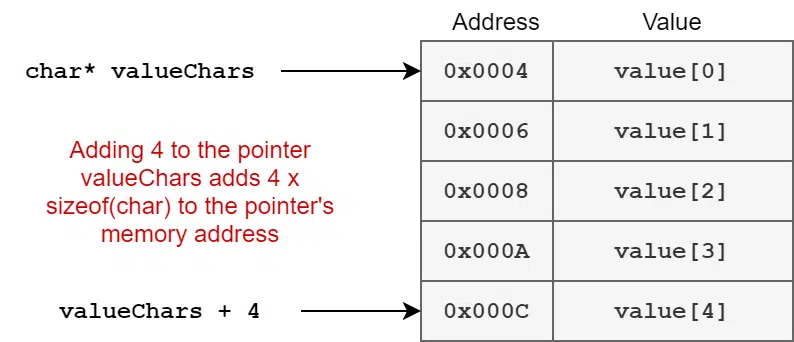 Address Value
char* valueChars
0x0004 value[0]
0x0006 value[1]
Adding 4 to the pointer
valueChars adds 4 x
sizeof(char) to the pointer's
memory address
0x0008 value[2]
0x000A value[3]
valueChars + 4
0x000C value[4]